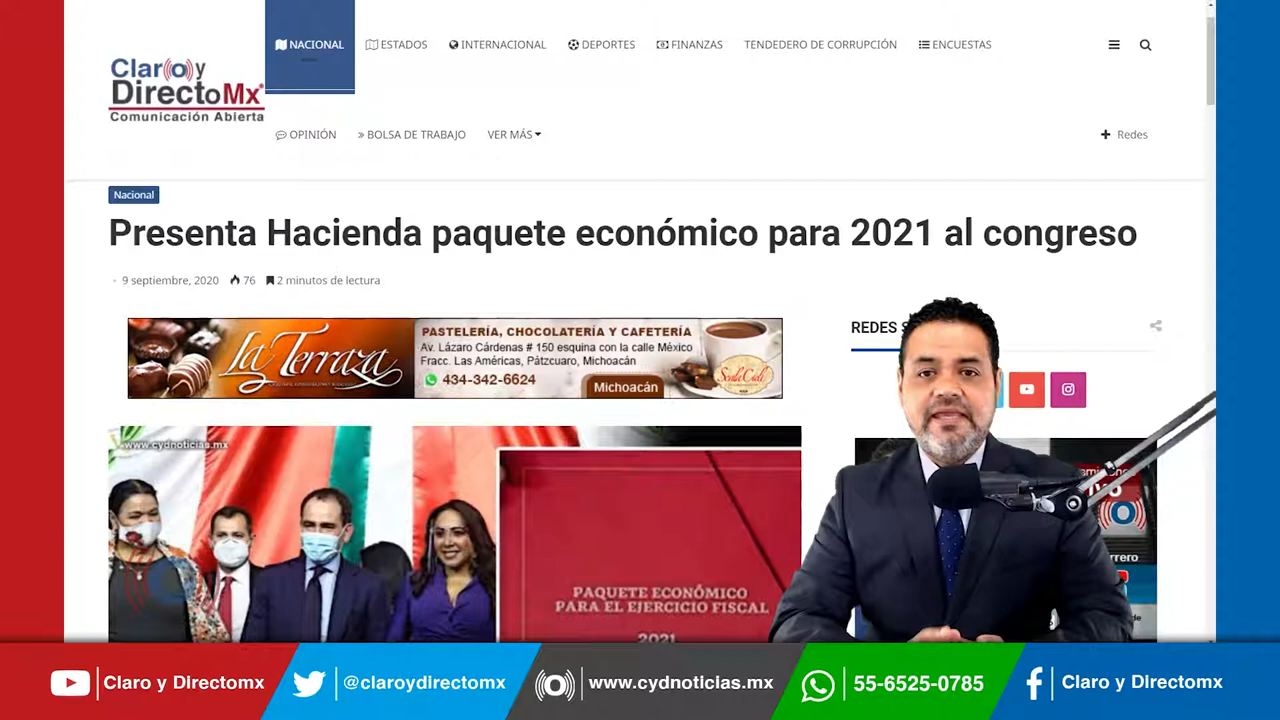 NACIONAL
ESTADOS
INTERNACIONAL
DEPORTES
FINANZAS
TENDEDERO DE CORRUPCIÓN
ENCUESTAS
Claro y
DirectoMx
Comunicación Abierta
OPINIÓN
» BOLSA DE TRABAJO
VER MÁS
+ Redes
Nacional
Presenta Hacienda paquete económico para 2021 al congreso
9 septiembre, 2020
76
2 minutos de lectura
La Terraza
PASTELERÍA, CHOCOLATERÍA Y CAFETERÍA
Av. Lázaro Cárdenas # 150 esquina con la calle México
Fracc. Las Américas, Pátzcuaro, Michoacán
434-342-6624
Michoacán
REDES S
www.cydnoticias.mx
PAQUETE ECONÓMICO
PARA EL EJERCICIO FISCAL
2021
Claro y Directomx
@claroydirectomx
www.cydnoticias.mx
55-6525-0785
Claro y DIrectomx